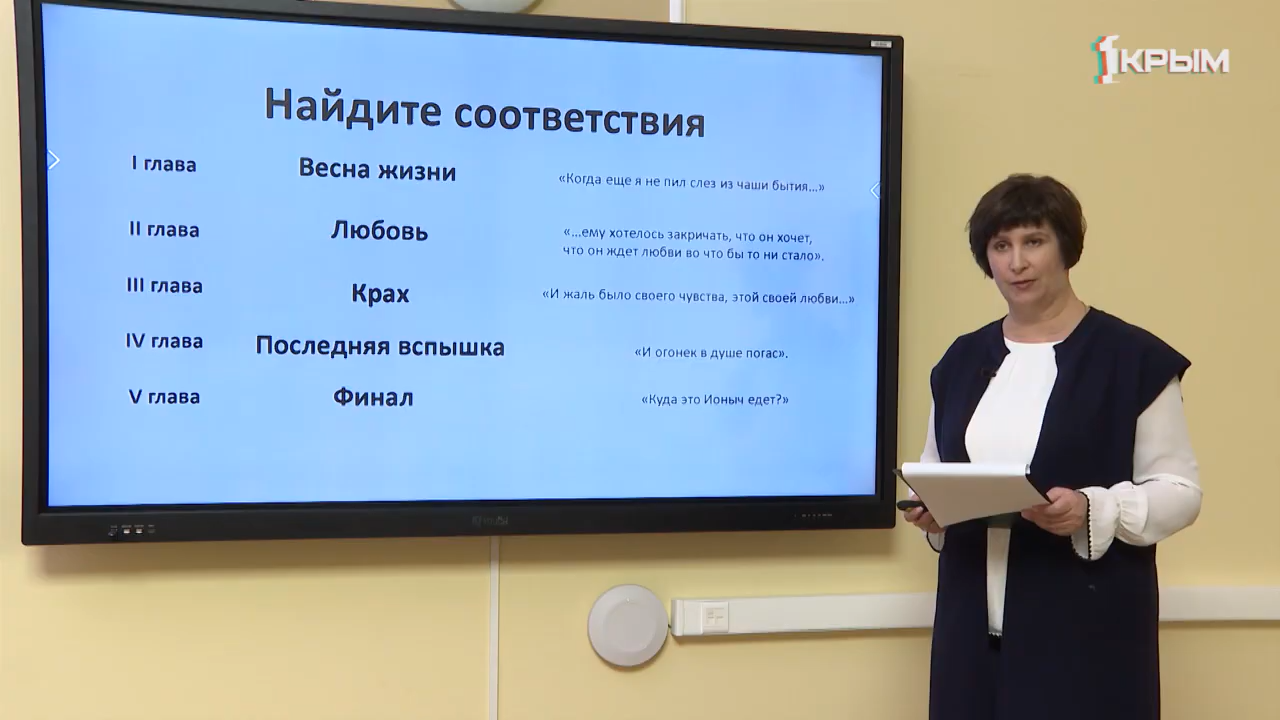 1КРЫМ
Найдите соответствия
I глава
Весна жизни
«Когда еще я не пил слез из чаши бытия...»
II глава
Любовь
«...ему хотелось закричать, что он хочет,
что он ждет любви во что бы то ни стало».
III глава
Крах
«И жаль было своего чувства, этой своей любви...»
IV глава
Последняя вспышка
«И огонек в душе погас».
V глава
Финал
«Куда это Ионыч едет?»